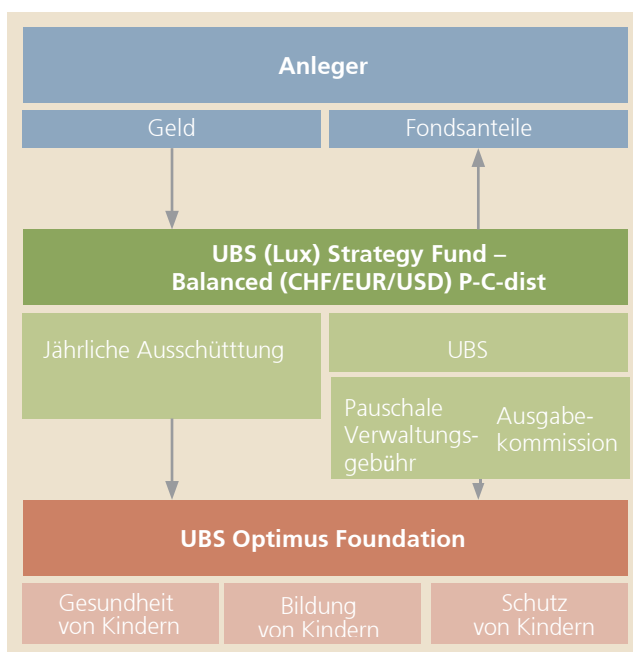 Anleger
Geld
Fondsanteile
UBS (Lux) Strategy Fund –
Balanced (CHF/EUR/USD) P-C-dist
Jährliche Ausschütttung
UBS
Pauschale
Verwaltungs-
gebühr
Ausgabe-
kommission
UBS Optimus Foundation
Gesundheit
von Kindern
Bildung
von Kindern
Schutz
von Kindern